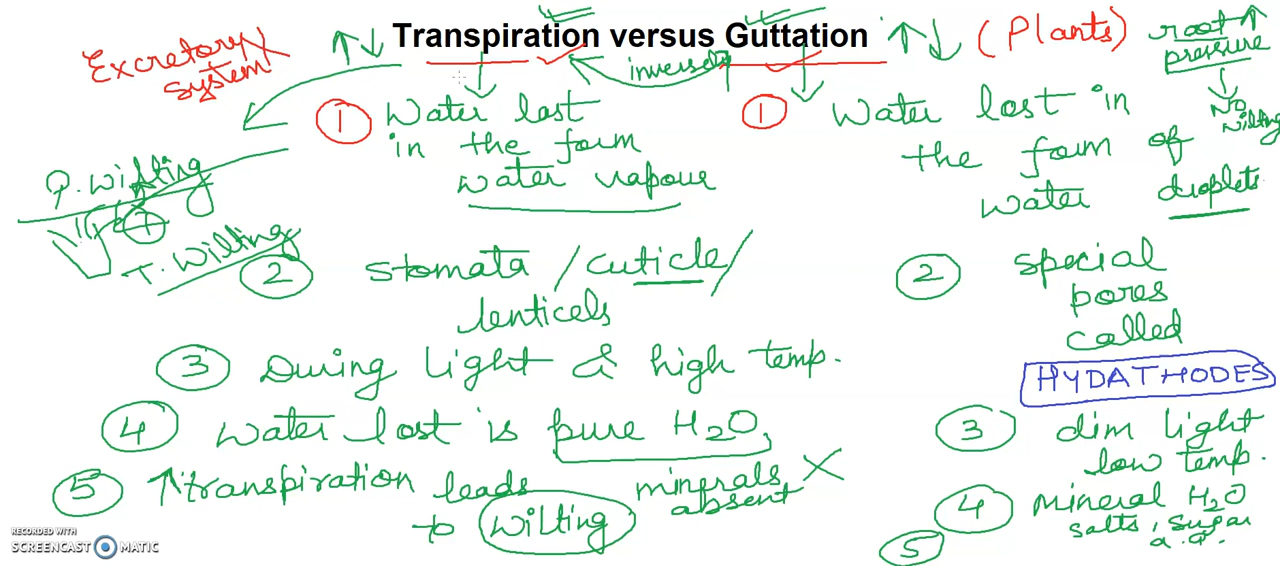 Transpiration versus Guttation
Excretory
system
(Plants)
root
pressure
No
wilting
inversely
① Water lost
in the form
water vapour
① Water lost in
the form of
water droplets
P. Wilting
T. Wilting
② Stomata / cuticle /
lenticels
② special
pores
called
HYDATHODES
③ During light & high temp.
③ dim light
low temp.
④ Water lost is pure H2O,
minerals
absent
④ mineral H2O
salts, sugar
a.a.
⑤ ↑transpiration leads
to wilting
⑤
RECORDED WITH
SCREENCAST MATIC